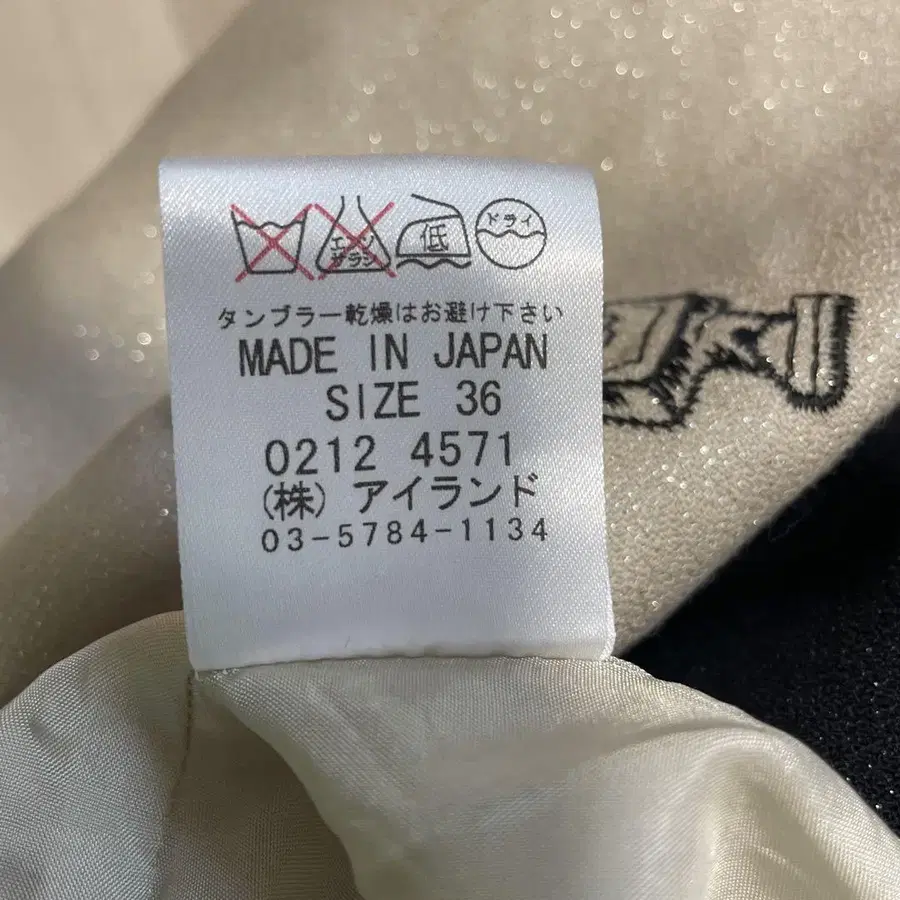 エンソ サラシ 低 ドライ
タンブラー乾燥はお避け下さい
MADE IN JAPAN
SIZE 36
0212 4571
(株) アイランド
03-5784-1134